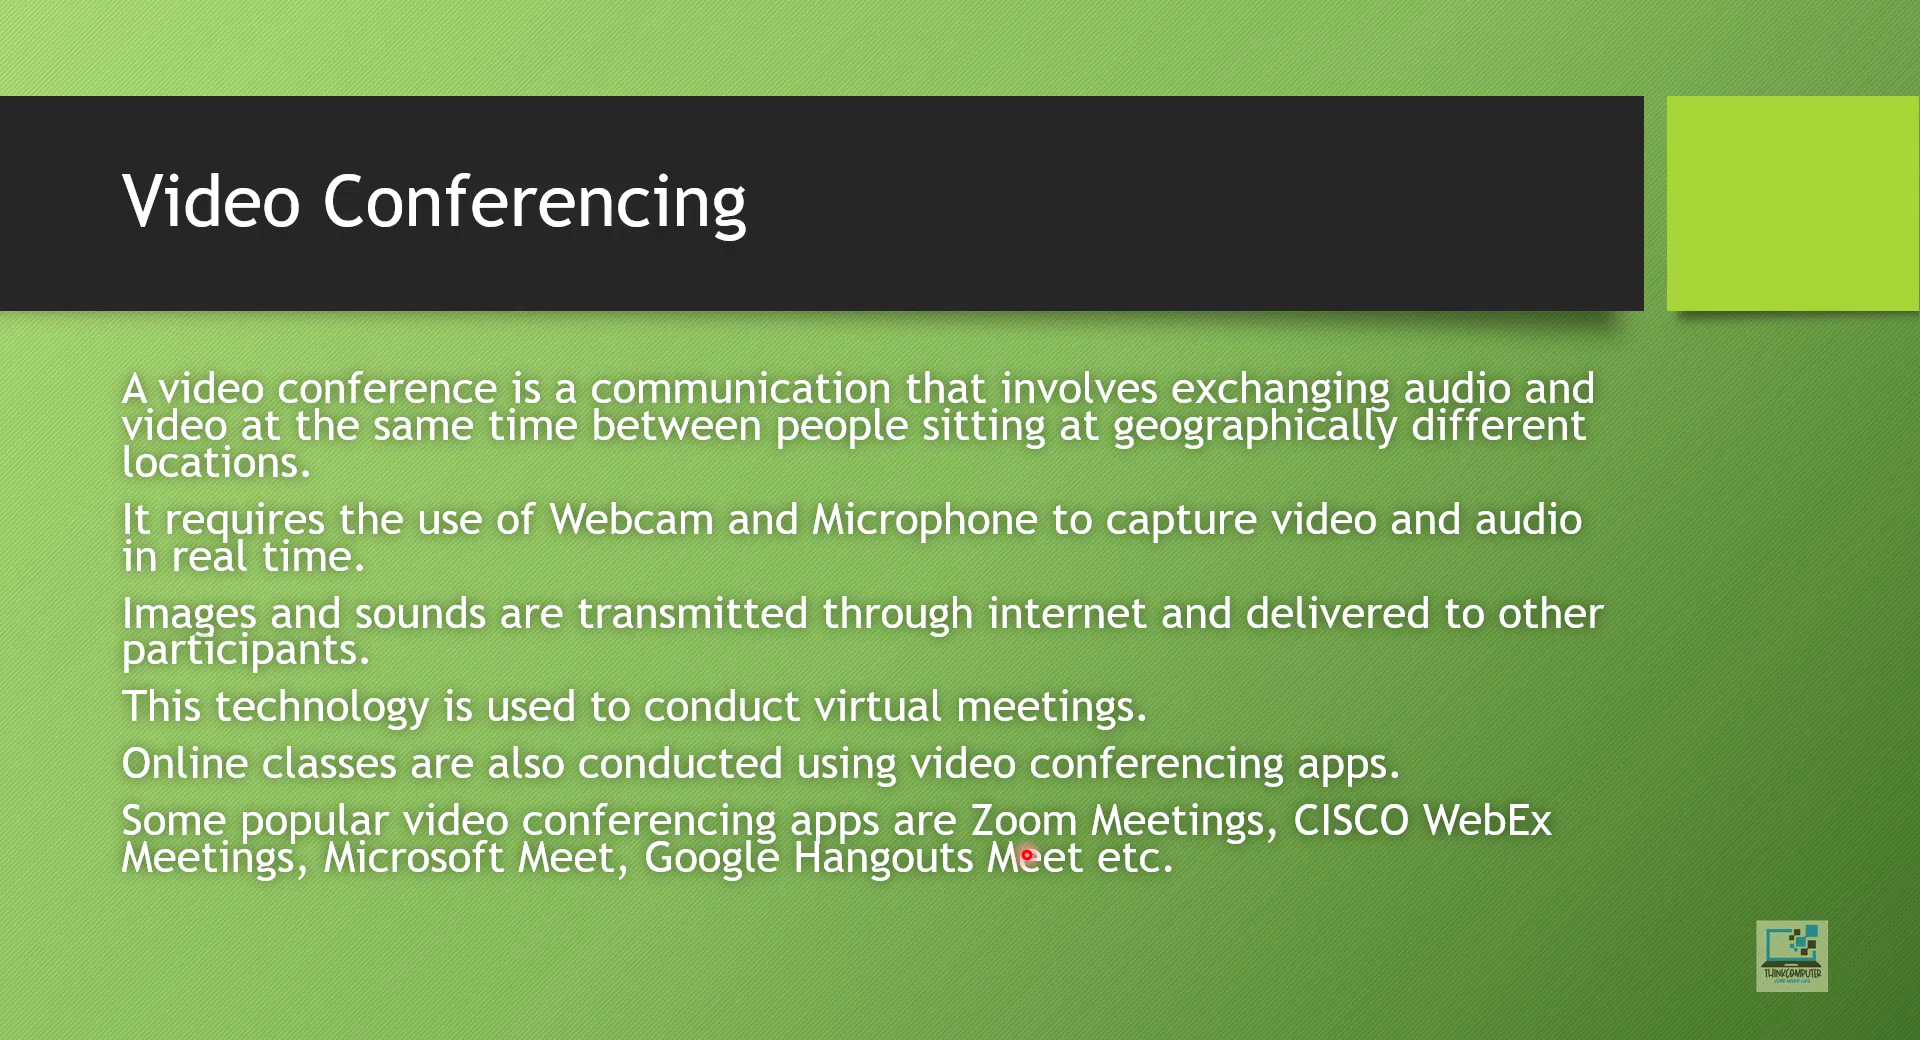 Video Conferencing
A video conference is a communication that involves exchanging audio and
video at the same time between people sitting at geographically different
locations.
It requires the use of Webcam and Microphone to capture video and audio
in real time.
Images and sounds are transmitted through internet and delivered to other
participants.
This technology is used to conduct virtual meetings.
Online classes are also conducted using video conferencing apps.
Some popular video conferencing apps are Zoom Meetings, CISCO WebEx
Meetings, Microsoft Meet, Google Hangouts Meet etc.
THINKCOMPUTER